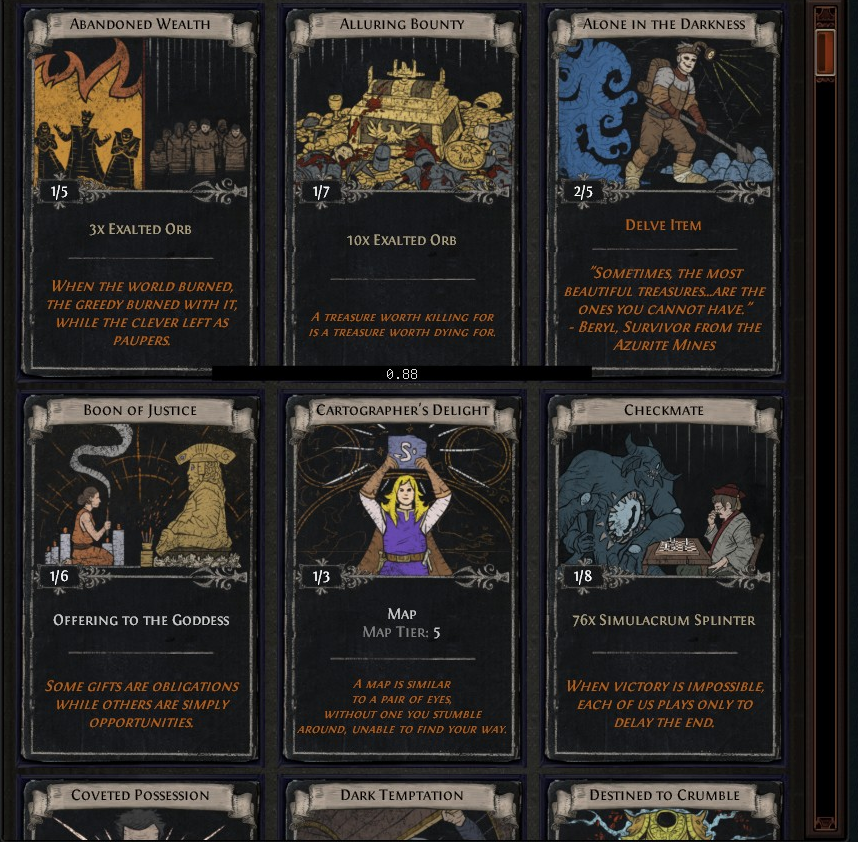 Abandoned Wealth
1/5
3x Exalted Orb
When the world burned,
the greedy burned with it,
while the clever left as
paupers.
Alluring Bounty
1/7
10x Exalted Orb
A treasure worth killing for
is a treasure worth dying for.
Alone in the Darkness
2/5
Delve Item
"Sometimes, the most
beautiful treasures...are the
ones you cannot have."
- Beryl, Survivor from the
Azurite Mines
0.88
Boon of Justice
1/6
Offering to the Goddess
Some gifts are obligations
while others are simply
opportunities.
Cartographer's Delight
S
1/3
Map
Map Tier: 5
A map is similar
to a pair of eyes,
without one you stumble
around, unable to find your way.
Checkmate
1/8
76x Simulacrum Splinter
When victory is impossible,
each of us plays only to
delay the end.
Coveted Possession
Dark Temptation
Destined to Crumble